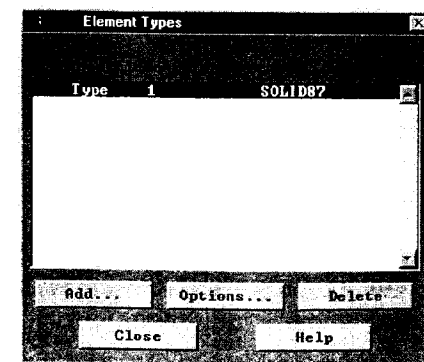 Element Types
Type 1 SOLID87
Add... Options... Delete
Close Help